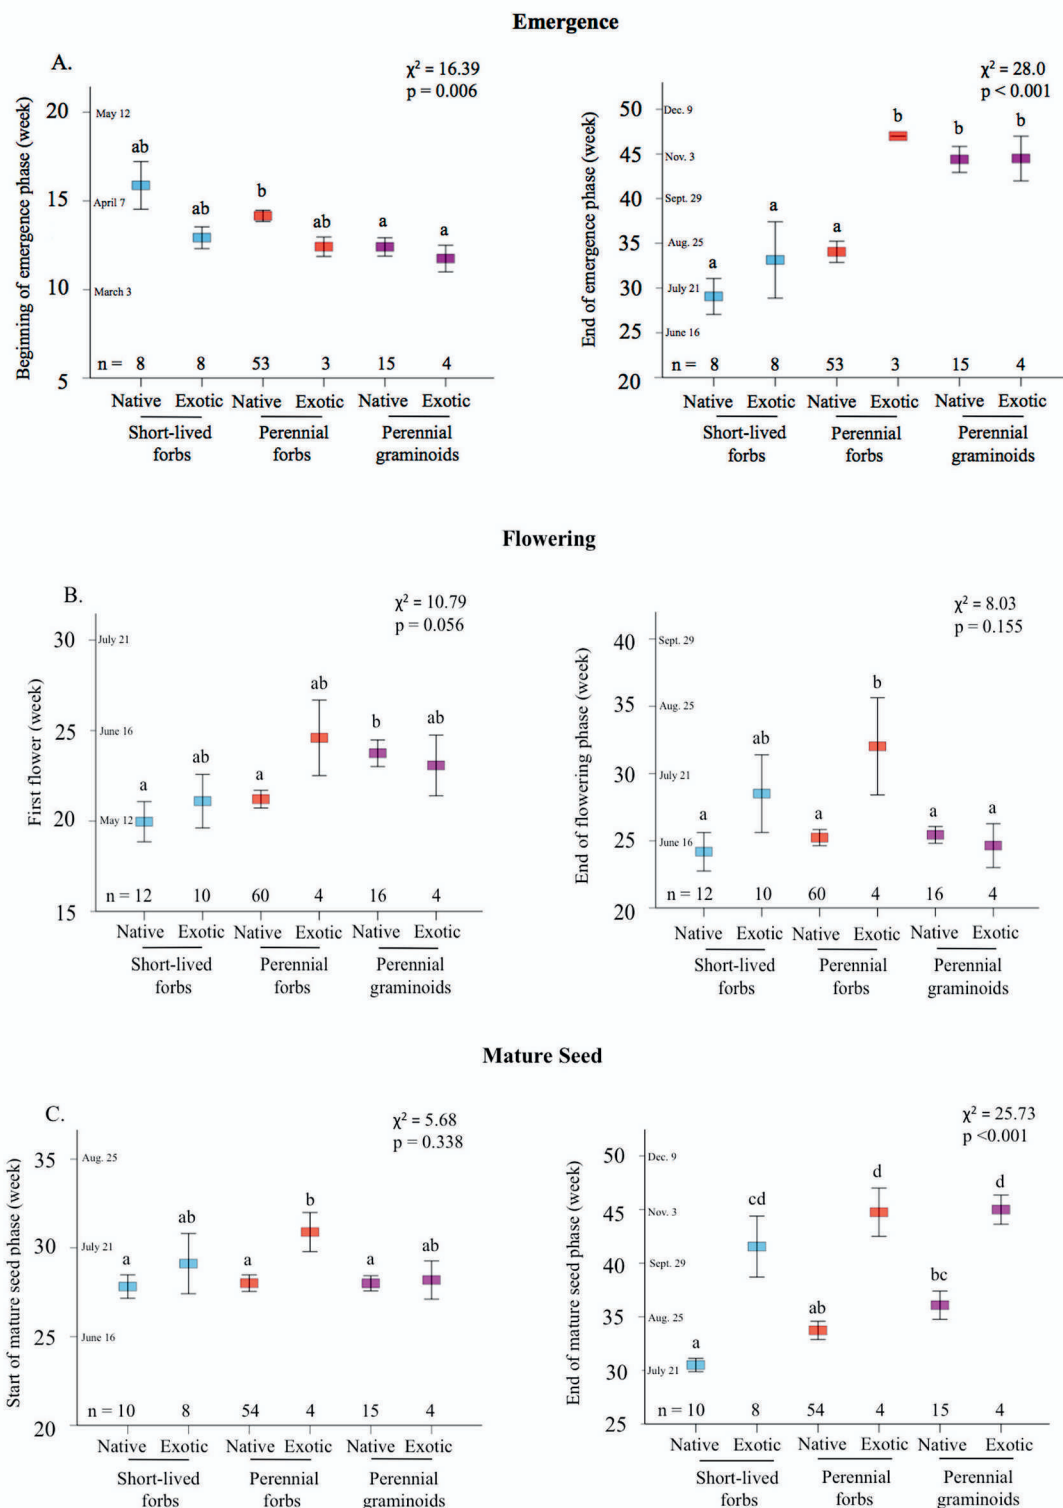 Emergence
A.
χ² = 16.39
p = 0.006
Beginning of emergence phase (week)
20
15
10
5
May 12
April 7
March 3
ab
ab
b
ab
a
a
n = 8 8 53 3 15 4
Native Exotic Native Exotic Native Exotic
Short-lived forbs
Perennial forbs
Perennial graminoids
χ² = 28.0
p < 0.001
End of emergence phase (week)
50
45
40
35
30
25
20
Dec. 9
Nov. 3
Sept. 29
Aug. 25
July 21
June 16
a
a
a
b
b
b
n = 8 8 53 3 15 4
Native Exotic Native Exotic Native Exotic
Short-lived forbs
Perennial forbs
Perennial graminoids
Flowering
B.
χ² = 10.79
p = 0.056
First flower (week)
30
25
20
15
July 21
June 16
May 12
a
ab
a
ab
b
ab
n = 12 10 60 4 16 4
Native Exotic Native Exotic Native Exotic
Short-lived forbs
Perennial forbs
Perennial graminoids
χ² = 8.03
p = 0.155
End of flowering phase (week)
40
35
30
25
20
Sept. 29
Aug. 25
July 21
June 16
a
ab
a
b
a
a
n = 12 10 60 4 16 4
Native Exotic Native Exotic Native Exotic
Short-lived forbs
Perennial forbs
Perennial graminoids
Mature Seed
C.
χ² = 5.68
p = 0.338
Start of mature seed phase (week)
35
30
25
20
Aug. 25
July 21
June 16
a
ab
a
b
a
ab
n = 10 8 54 4 15 4
Native Exotic Native Exotic Native Exotic
Short-lived forbs
Perennial forbs
Perennial graminoids
χ² = 25.73
p <0.001
End of mature seed phase (week)
50
45
40
35
30
25
Dec. 9
Nov. 3
Sept. 29
Aug. 25
July 21
a
cd
ab
d
bc
d
n = 10 8 54 4 15 4
Native Exotic Native Exotic Native Exotic
Short-lived forbs
Perennial forbs
Perennial graminoids